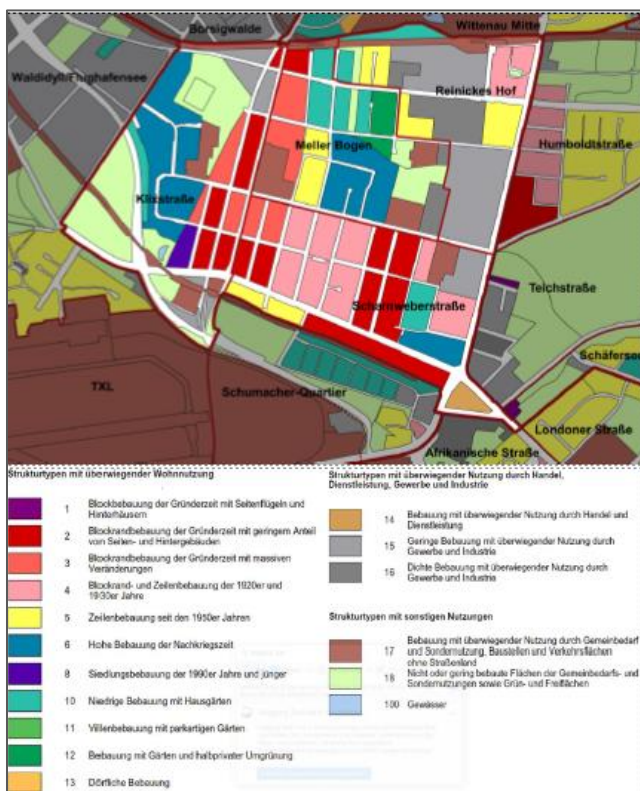 Borsigwalde
Wittenau Mitte
Waldidyll/Flughafensee
Reinickes Hof
Meller Bogen
Humboldtstraße
Klixstraße
Teichstraße
Scharnweberstraße
Schäfersee
TXL
Schumacher-Quartier
Londoner Straße
Afrikanische Straße
Strukturtypen mit überwiegender Wohnnutzung
1 Blockbebauung der Gründerzeit mit Seitenflügeln und
Hinterhäusern
2 Blockrandbebauung der Gründerzeit mit geringem Anteil
von Seiten- und Hintergebäuden
3 Blockrandbebauung der Gründerzeit mit massiven
Veränderungen
4 Blockrand- und Zeilenbebauung der 1920er und
1930er Jahre
5 Zeilenbebauung seit den 1950er Jahren
6 Hohe Bebauung der Nachkriegszeit
8 Siedlungsbebauung der 1990er Jahre und jünger
10 Niedrige Bebauung mit Hausgärten
11 Villenbebauung mit parkartigen Gärten
12 Bebauung mit Gärten und halbprivater Umgrünung
13 Dörfliche Bebauung
Strukturtypen mit überwiegender Nutzung durch Handel,
Dienstleistung, Gewerbe und Industrie
14 Bebauung mit überwiegender Nutzung durch Handel und
Dienstleistung
15 Geringe Bebauung mit überwiegender Nutzung durch
Gewerbe und Industrie
16 Dichte Bebauung mit überwiegender Nutzung durch
Gewerbe und Industrie
Strukturtypen mit sonstigen Nutzungen
17 Bebauung mit überwiegender Nutzung durch Gemeinbedarf
und Sondernutzung, Baustellen und Verkehrsflächen
ohne Straßenland
18 Nicht oder gering bebaute Flächen der Gemeinbedarfs- und
Sondernutzungen sowie Grün- und Freiflächen
100 Gewässer